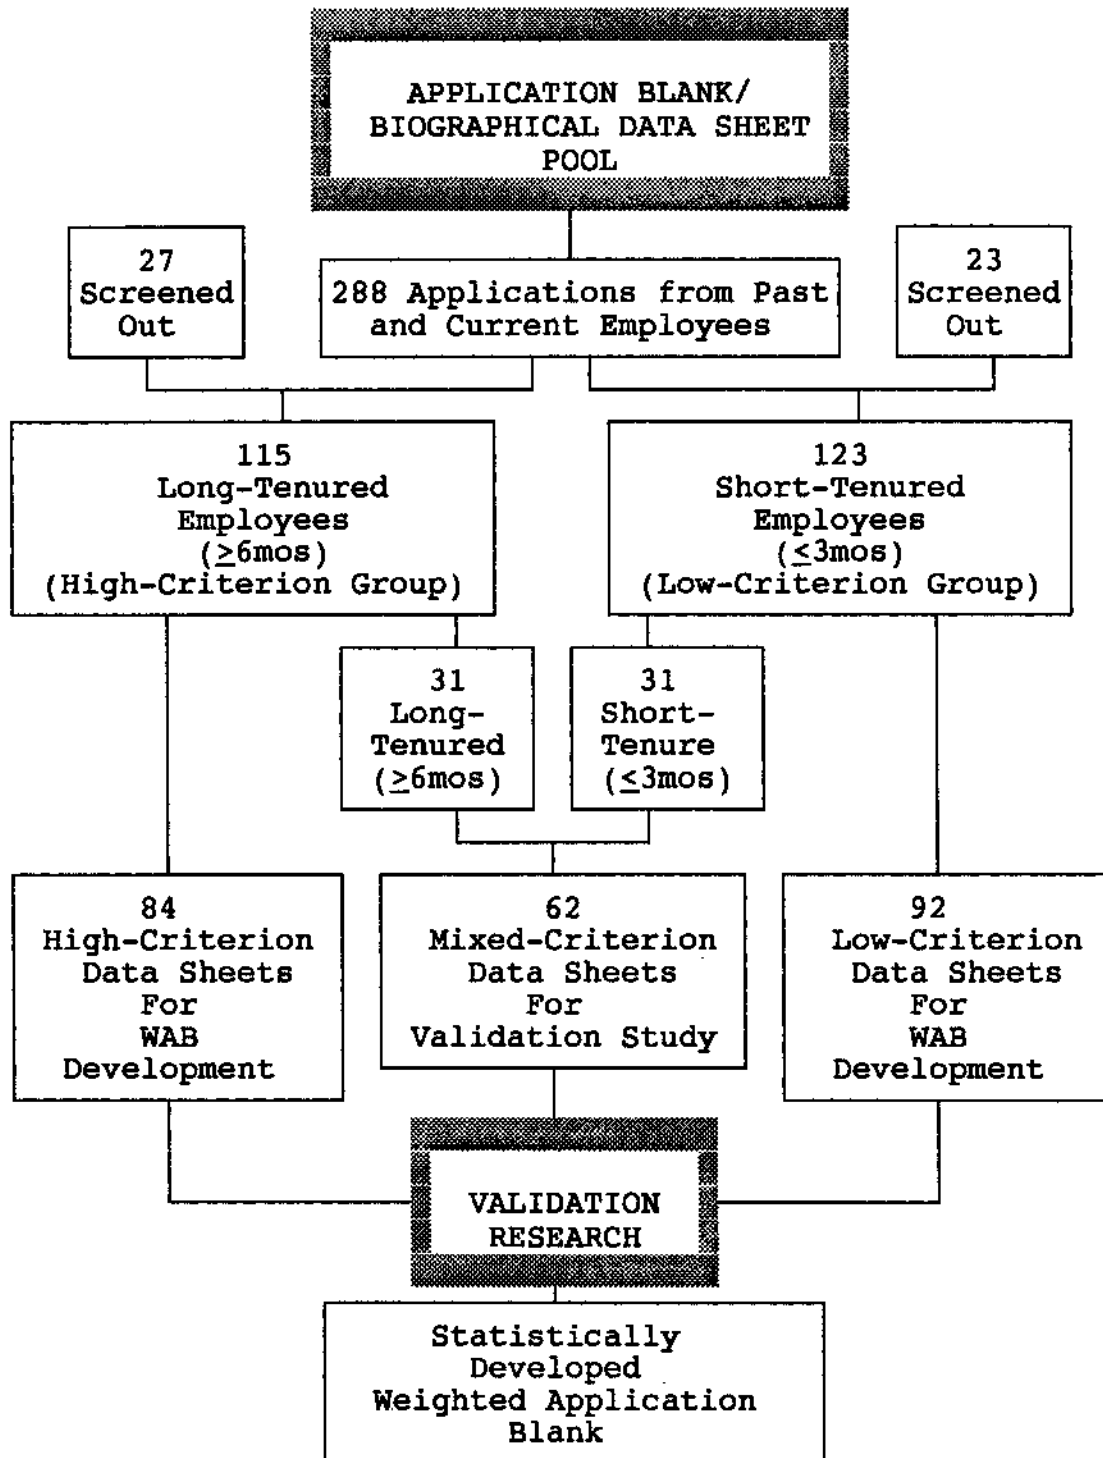 APPLICATION BLANK/
BIOGRAPHICAL DATA SHEET
POOL
27
Screened
Out
288 Applications from Past
and Current Employees
23
Screened
Out
115
Long-Tenured
Employees
(≥6mos)
(High-Criterion Group)
123
Short-Tenured
Employees
(≤3mos)
(Low-Criterion Group)
31
Long-
Tenured
(≥6mos)
31
Short-
Tenure
(≤3mos)
84
High-Criterion
Data Sheets
For
WAB
Development
62
Mixed-Criterion
Data Sheets
For
Validation Study
92
Low-Criterion
Data Sheets
For
WAB
Development
VALIDATION
RESEARCH
Statistically
Developed
Weighted Application
Blank